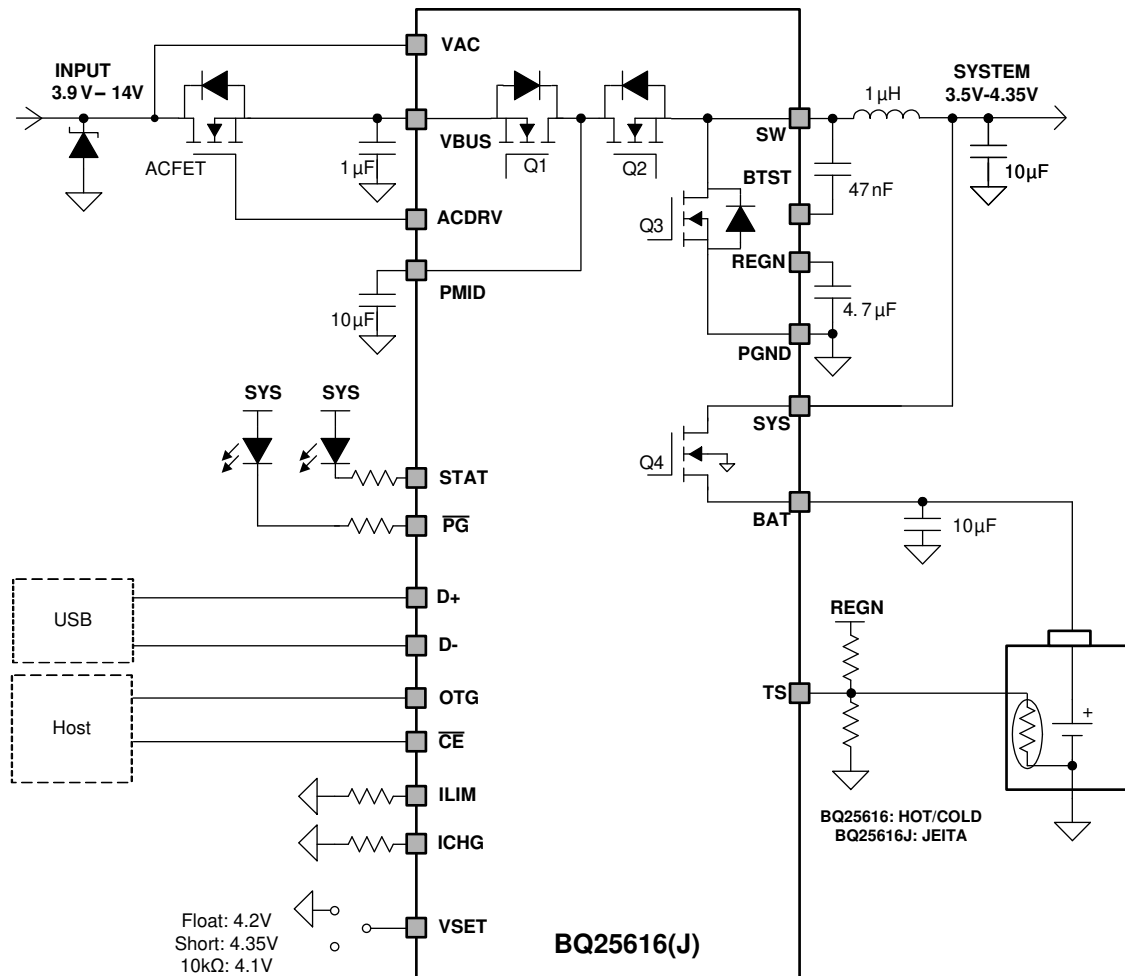 VAC
INPUT
3.9 V – 14V
SYSTEM
3.5V-4.35V
1 µH
VBUS
Q1
Q2
SW
ACFET
1 µF
10µF
BTST
47 nF
ACDRV
Q3
REGN
PMID
10µF
4. 7 µF
PGND
SYS
SYS
SYS
Q4
STAT
BAT
PG
10µF
D+
USB
REGN
D-
TS
OTG
+
Host
CE
ILIM
BQ25616: HOT/COLD
BQ25616J: JEITA
ICHG
Float: 4.2V
Short: 4.35V
10kΩ: 4.1V
VSET
BQ25616(J)